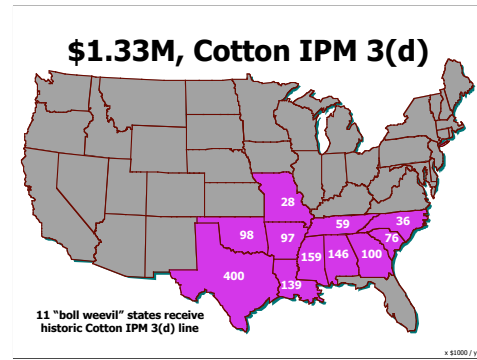 $1.33M, Cotton IPM 3(d)
28
59
36
98
97
76
159
146
100
400
139
11 "boll weevil" states receive
historic Cotton IPM 3(d) line
x $1000 / y